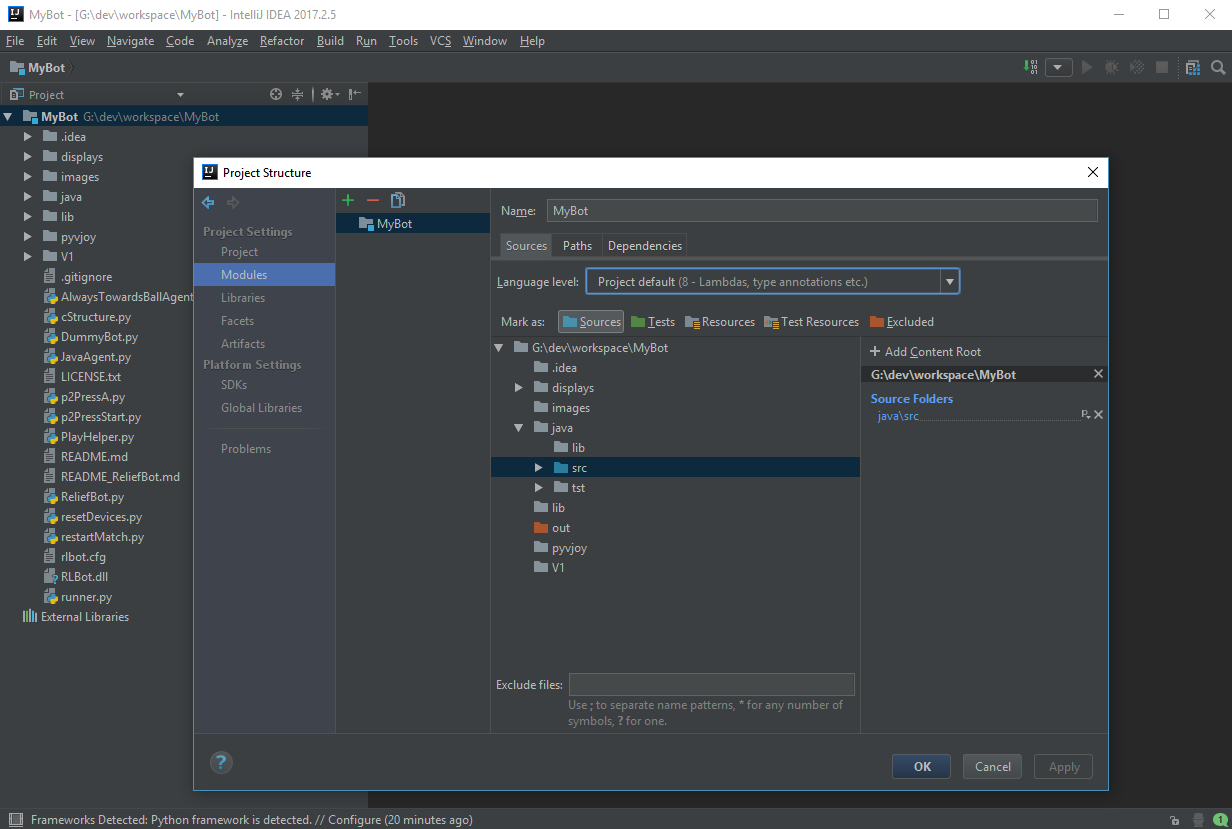 MyBot - [G:\dev\workspace\MyBot] - IntelliJ IDEA 2017.2.5
File Edit View Navigate Code Analyze Refactor Build Run Tools VCS Window Help
MyBot
Project
MyBot G:\dev\workspace\MyBot
.idea
displays
images
java
lib
pyvjoy
V1
.gitignore
AlwaysTowardsBallAgent
cStructure.py
DummyBot.py
JavaAgent.py
LICENSE.txt
p2PressA.py
p2PressStart.py
PlayHelper.py
README.md
README_ReliefBot.md
ReliefBot.py
resetDevices.py
restartMatch.py
rlbot.cfg
RLBot.dll
runner.py
External Libraries
Project Structure
Project Settings
Project
Modules
Libraries
Facets
Artifacts
Platform Settings
SDKs
Global Libraries
Problems
MyBot
Name: MyBot
Sources Paths Dependencies
Language level: Project default (8 - Lambdas, type annotations etc.)
Mark as: Sources Tests Resources Test Resources Excluded
G:\dev\workspace\MyBot
.idea
displays
images
java
lib
src
tst
lib
out
pyvjoy
V1
+ Add Content Root
G:\dev\workspace\MyBot
Source Folders
java\src
Exclude files:
Use ; to separate name patterns, * for any number of
symbols, ? for one.
?
OK Cancel Apply
Frameworks Detected: Python framework is detected. // Configure (20 minutes ago)
1